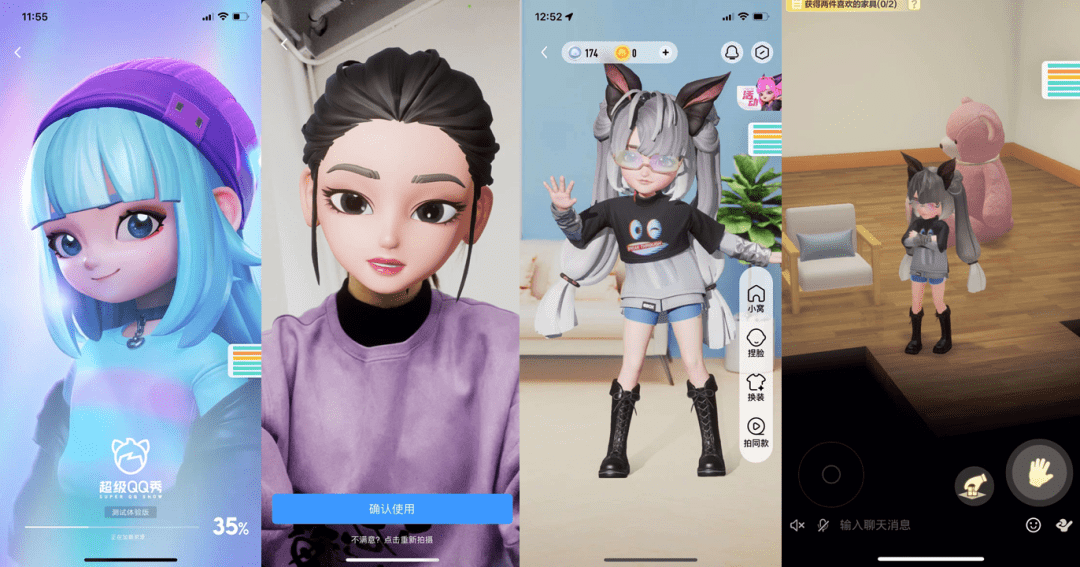 11:55
超级QQ秀
SUPER QQ SHOW
测试体验版
35%
确认使用
不满意？点击重新拍摄
12:52
174
0
+
活动
小窝
捏脸
换装
拍同款
获得两件喜欢的家具(0/2)
?
输入聊天消息